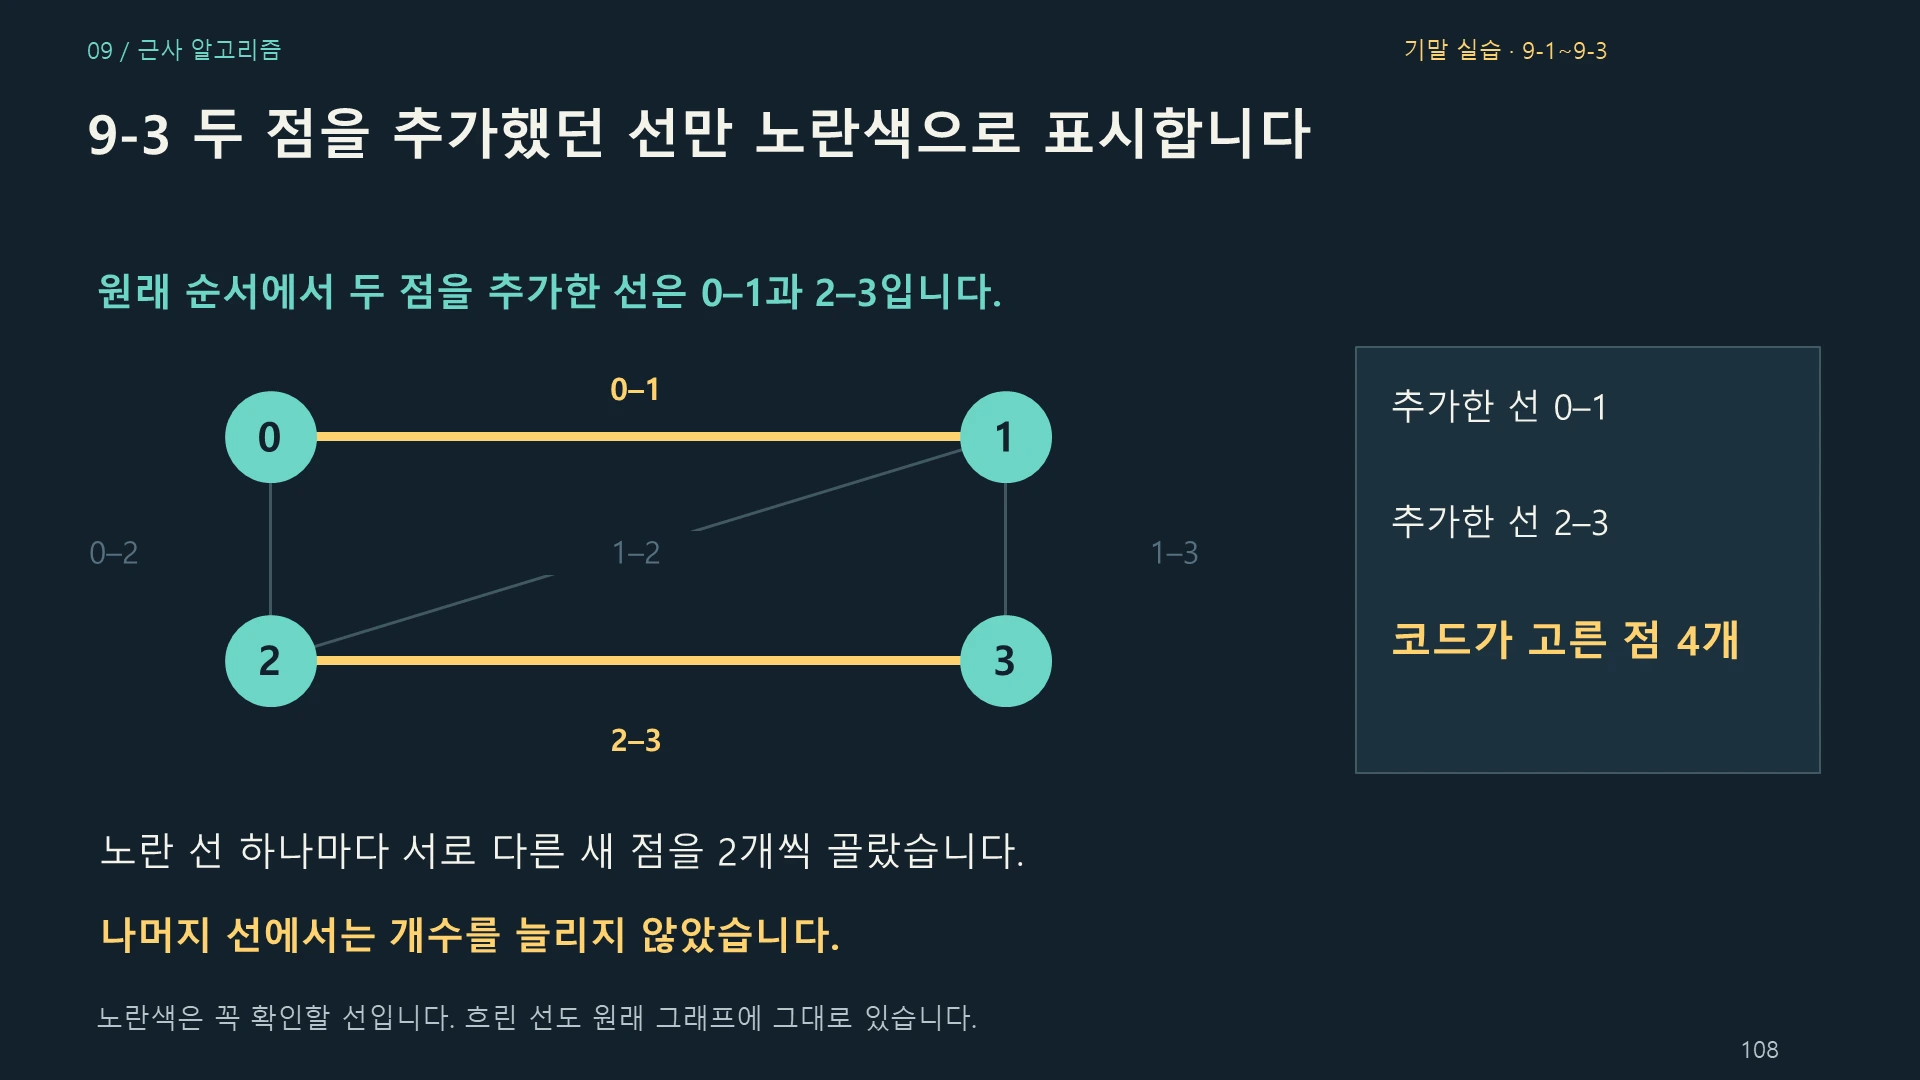 09 / 근사 알고리즘
기말 실습 · 9-1~9-3
9-3 두 점을 추가했던 선만 노란색으로 표시합니다
원래 순서에서 두 점을 추가한 선은 0–1과 2–3입니다.
0–1
0
1
0–2
1–2
1–3
2
3
2–3
추가한 선 0–1
추가한 선 2–3
코드가 고른 점 4개
노란 선 하나마다 서로 다른 새 점을 2개씩 골랐습니다.
나머지 선에서는 개수를 늘리지 않았습니다.
노란색은 꼭 확인할 선입니다. 흐린 선도 원래 그래프에 그대로 있습니다.
108